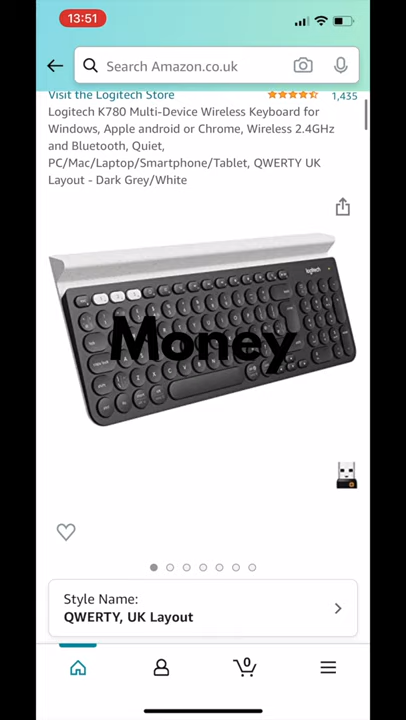 13:51
Search Amazon.co.uk
Visit the Logitech Store
1,435
Logitech K780 Multi-Device Wireless Keyboard for
Windows, Apple android or Chrome, Wireless 2.4GHz
and Bluetooth, Quiet,
PC/Mac/Laptop/Smartphone/Tablet, QWERTY UK
Layout - Dark Grey/White
logitech
Money
Style Name:
QWERTY, UK Layout
0